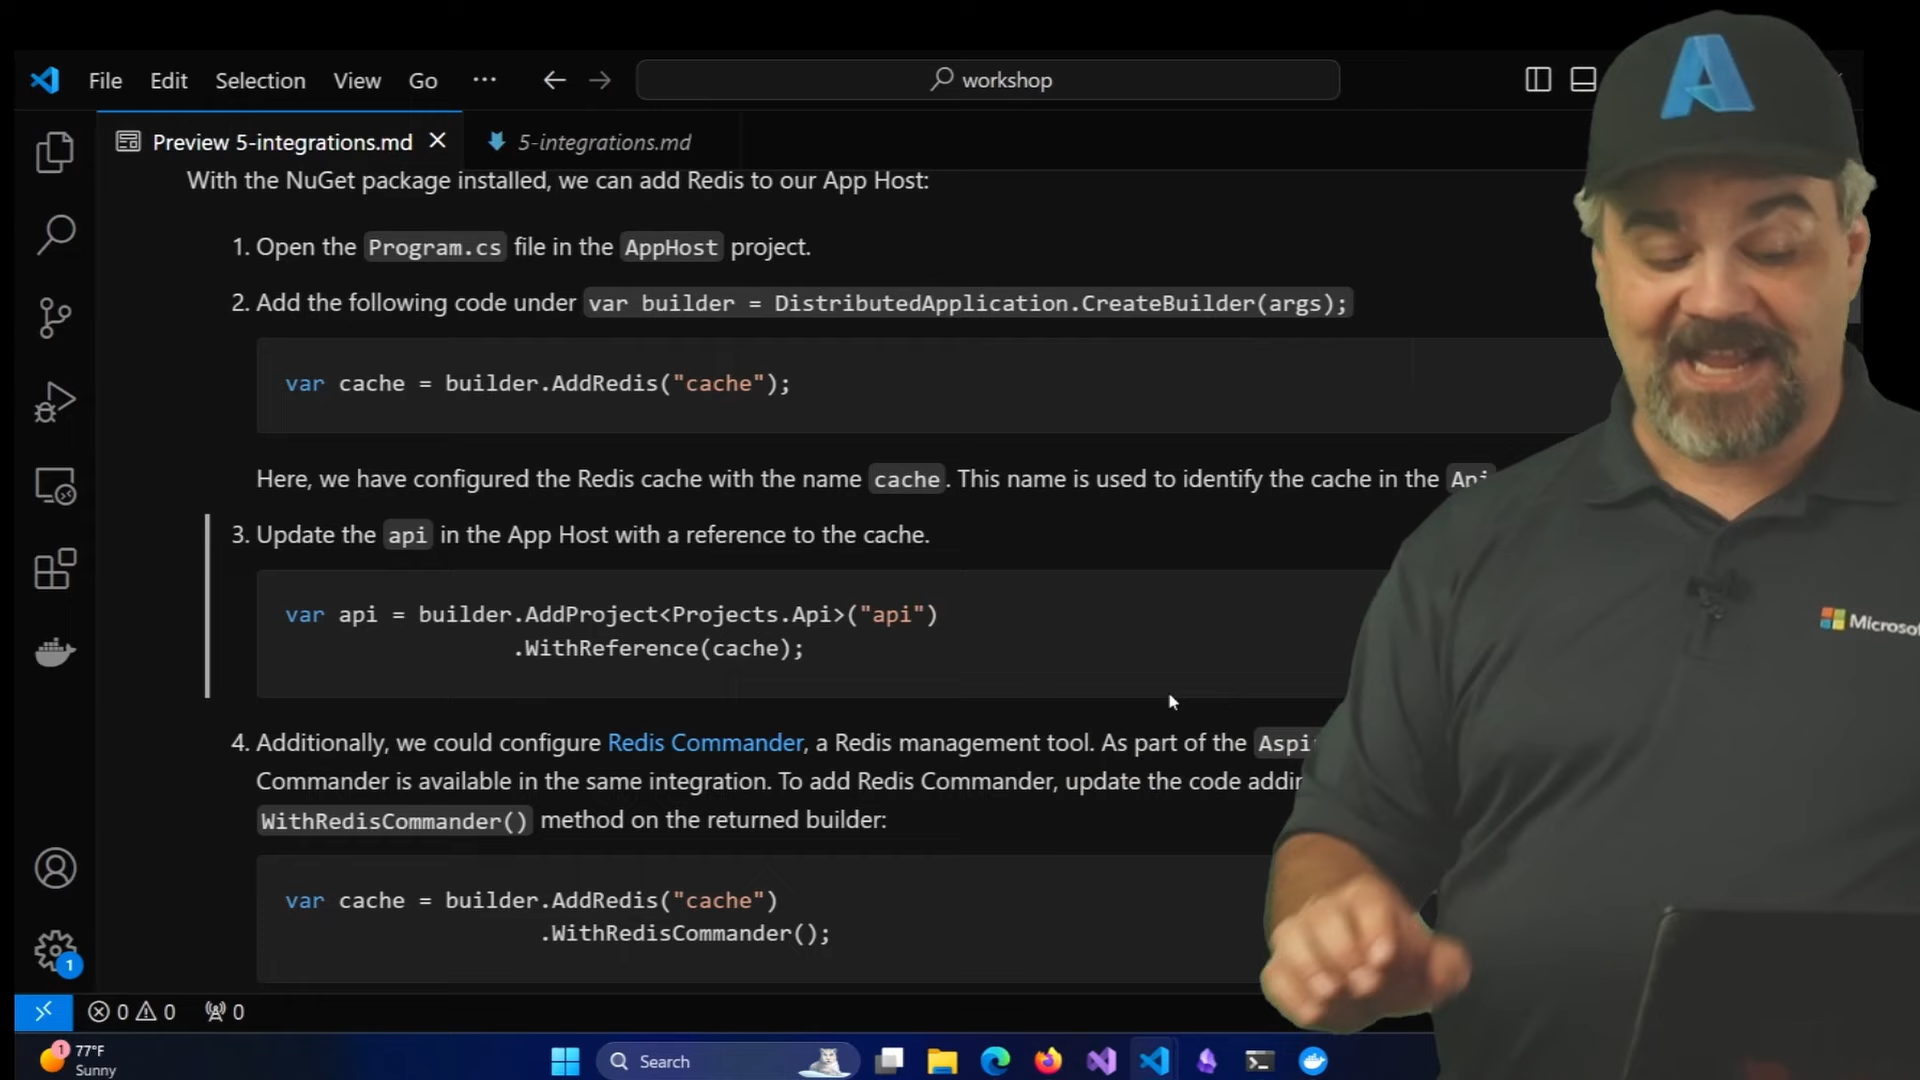 File Edit Selection View Go ··· workshop
Preview 5-integrations.md 5-integrations.md
With the NuGet package installed, we can add Redis to our App Host:
1. Open the Program.cs file in the AppHost project.
2. Add the following code under var builder = DistributedApplication.CreateBuilder(args);
var cache = builder.AddRedis("cache");
Here, we have configured the Redis cache with the name cache. This name is used to identify the cache in the
3. Update the api in the App Host with a reference to the cache.
var api = builder.AddProject<Projects.Api>("api")
.WithReference(cache);
4. Additionally, we could configure Redis Commander, a Redis management tool. As part of the
Commander is available in the same integration. To add Redis Commander, update the code
WithRedisCommander() method on the returned builder:
var cache = builder.AddRedis("cache")
.WithRedisCommander();
1
0 0 0
1 77°F
Sunny
Search
A
Microsof